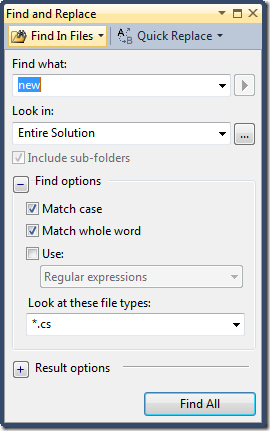 Find and Replace
Find In Files Quick Replace
Find what:
new
Look in:
Entire Solution
...
Include sub-folders
Find options
Match case
Match whole word
Use:
Regular expressions
Look at these file types:
*.cs
Result options
Find All